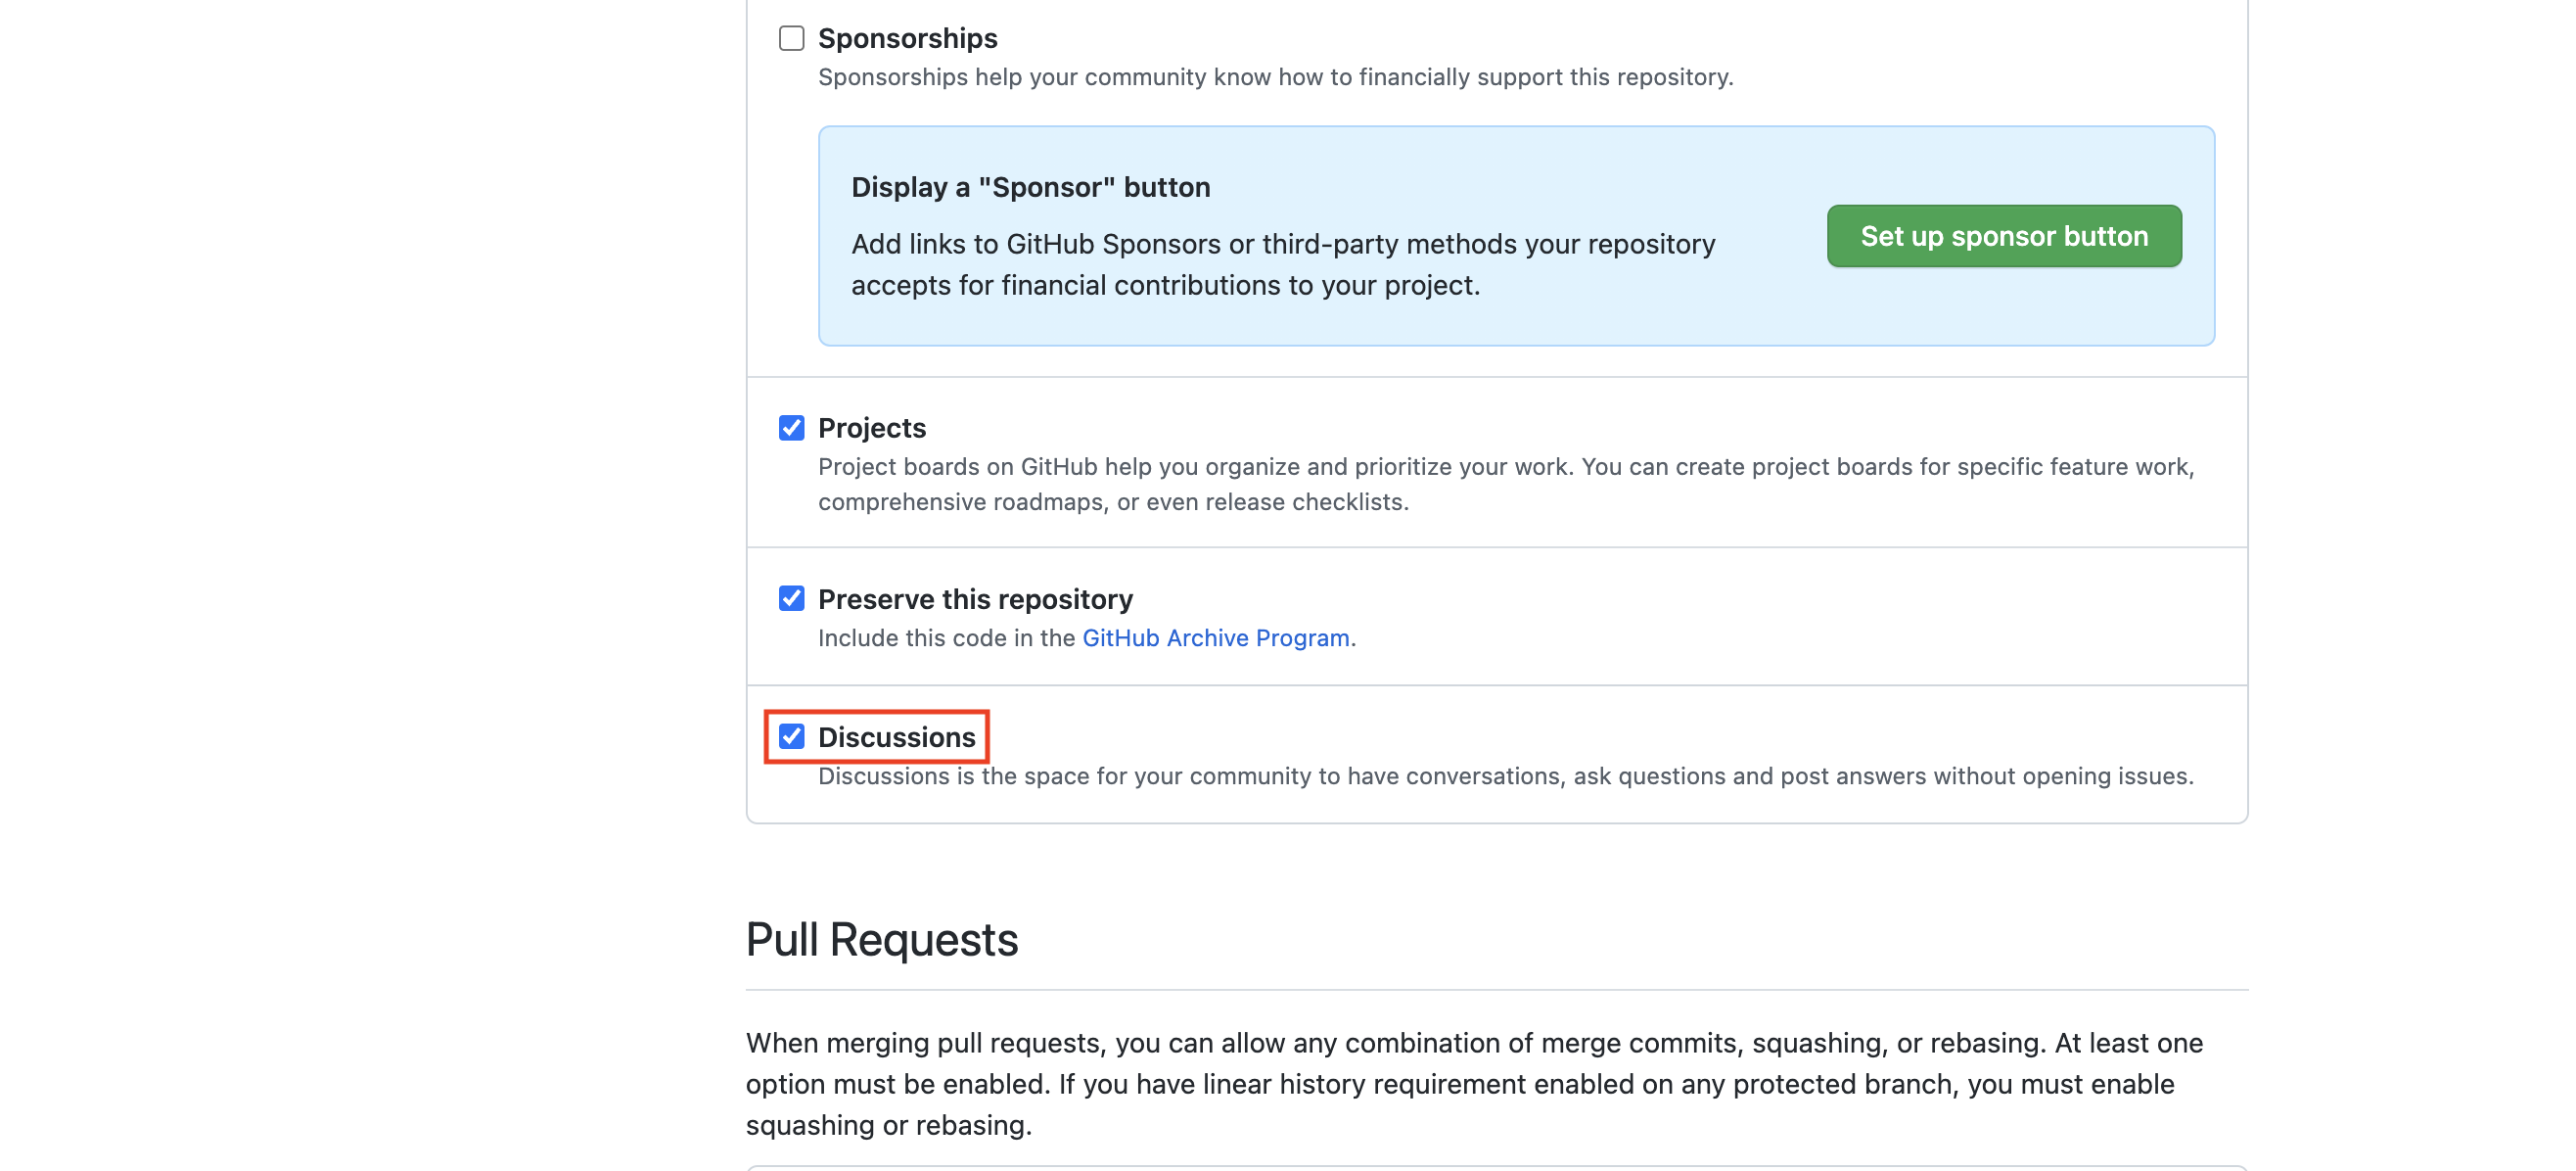 Sponsorships
Sponsorships help your community know how to financially support this repository.
Display a "Sponsor" button
Add links to GitHub Sponsors or third-party methods your repository
accepts for financial contributions to your project.
Set up sponsor button
Projects
Project boards on GitHub help you organize and prioritize your work. You can create project boards for specific feature work,
comprehensive roadmaps, or even release checklists.
Preserve this repository
Include this code in the GitHub Archive Program.
Discussions
Discussions is the space for your community to have conversations, ask questions and post answers without opening issues.
Pull Requests
When merging pull requests, you can allow any combination of merge commits, squashing, or rebasing. At least one
option must be enabled. If you have linear history requirement enabled on any protected branch, you must enable
squashing or rebasing.